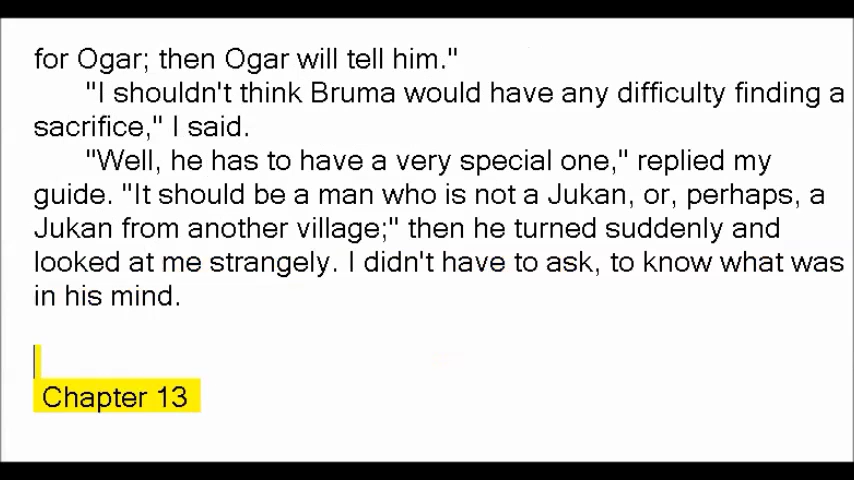 for Ogar; then Ogar will tell him."
"I shouldn't think Bruma would have any difficulty finding a
sacrifice," I said.
"Well, he has to have a very special one," replied my
guide. "It should be a man who is not a Jukan, or, perhaps, a
Jukan from another village;" then he turned suddenly and
looked at me strangely. I didn't have to ask, to know what was
in his mind.
Chapter 13